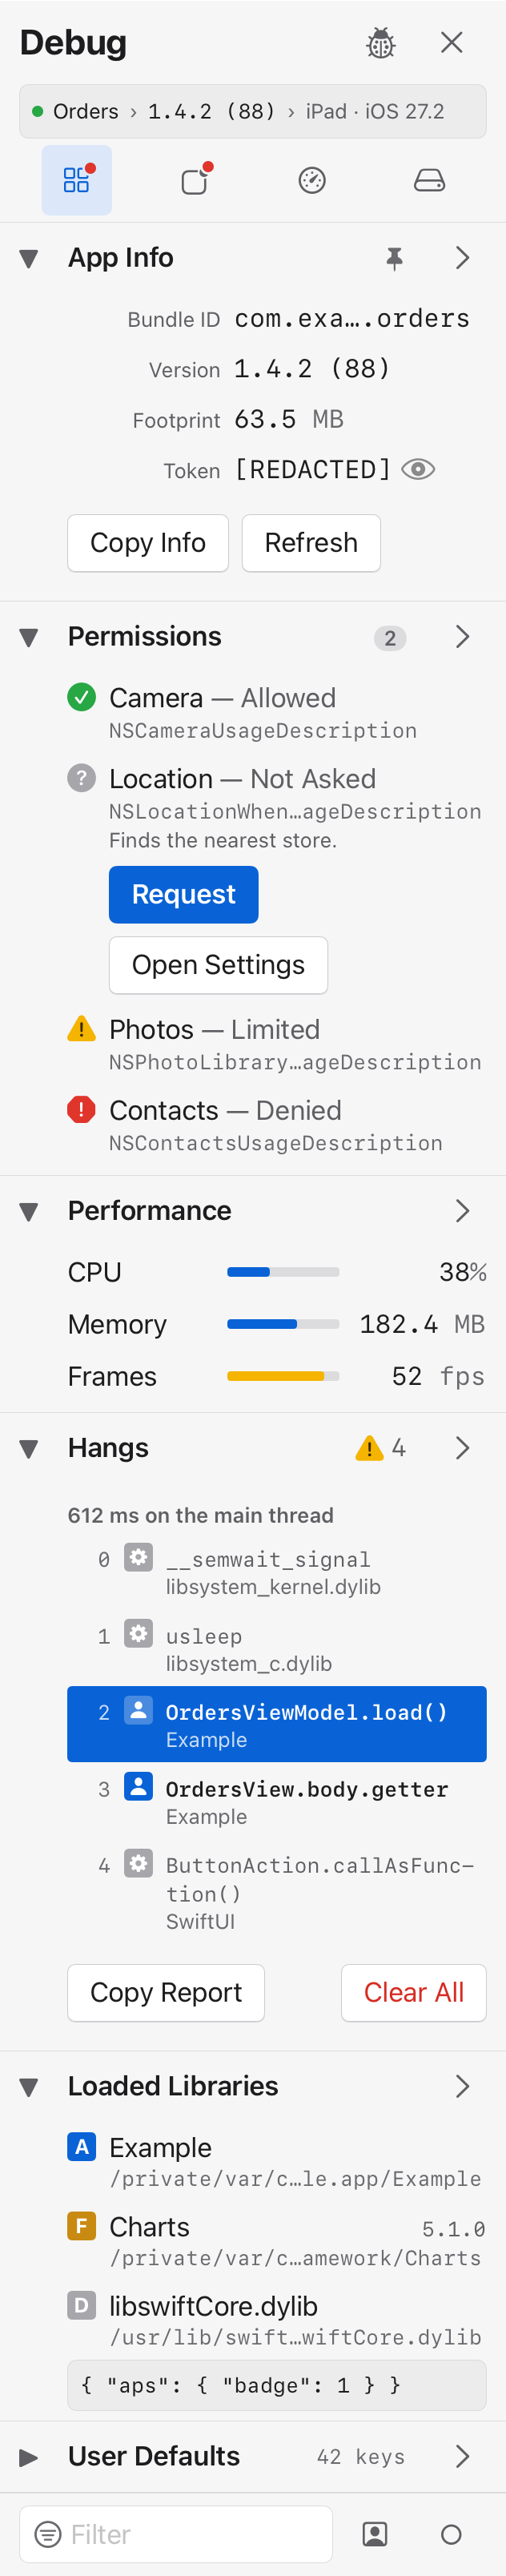 Debug
Orders › 1.4.2 (88) › iPad · iOS 27.2
App Info
Bundle ID com.exa….orders
Version 1.4.2 (88)
Footprint 63.5 MB
Token [REDACTED]
Copy Info Refresh
Permissions 2
Camera — Allowed
NSCameraUsageDescription
? Location — Not Asked
NSLocationWhen…ageDescription
Finds the nearest store.
Request
Open Settings
! Photos — Limited
NSPhotoLibrary…ageDescription
! Contacts — Denied
NSContactsUsageDescription
Performance
CPU 38%
Memory 182.4 MB
Frames 52 fps
Hangs ! 4
612 ms on the main thread
0 __semwait_signal
libsystem_kernel.dylib
1 usleep
libsystem_c.dylib
2 OrdersViewModel.load()
Example
3 OrdersView.body.getter
Example
4 ButtonAction.callAsFunc-
tion()
SwiftUI
Copy Report Clear All
Loaded Libraries
A Example
/private/var/c…le.app/Example
F Charts 5.1.0
/private/var/c…amework/Charts
D libswiftCore.dylib
/usr/lib/swift…wiftCore.dylib
{ "aps": { "badge": 1 } }
User Defaults 42 keys
Filter